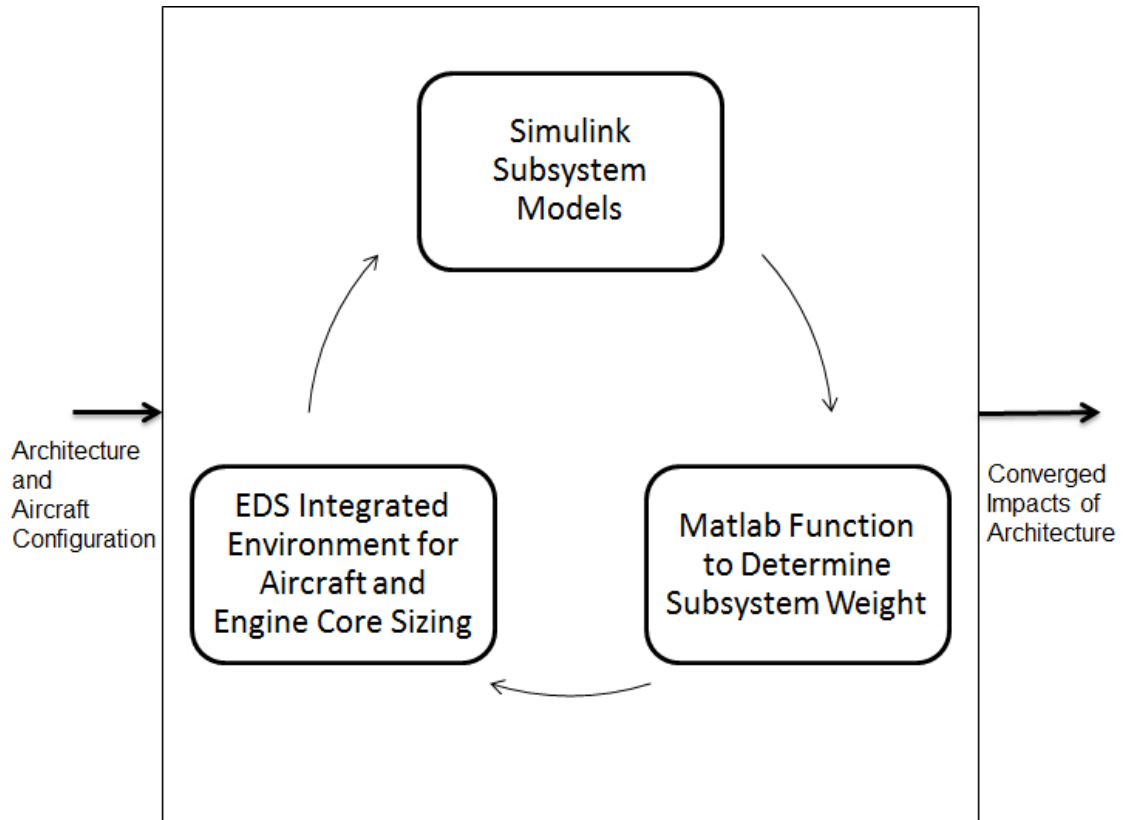 Simulink
Subsystem
Models
Architecture
and
Aircraft
Configuration
EDS Integrated
Environment for
Aircraft and
Engine Core Sizing
Matlab Function
to Determine
Subsystem Weight
Converged
Impacts of
Architecture